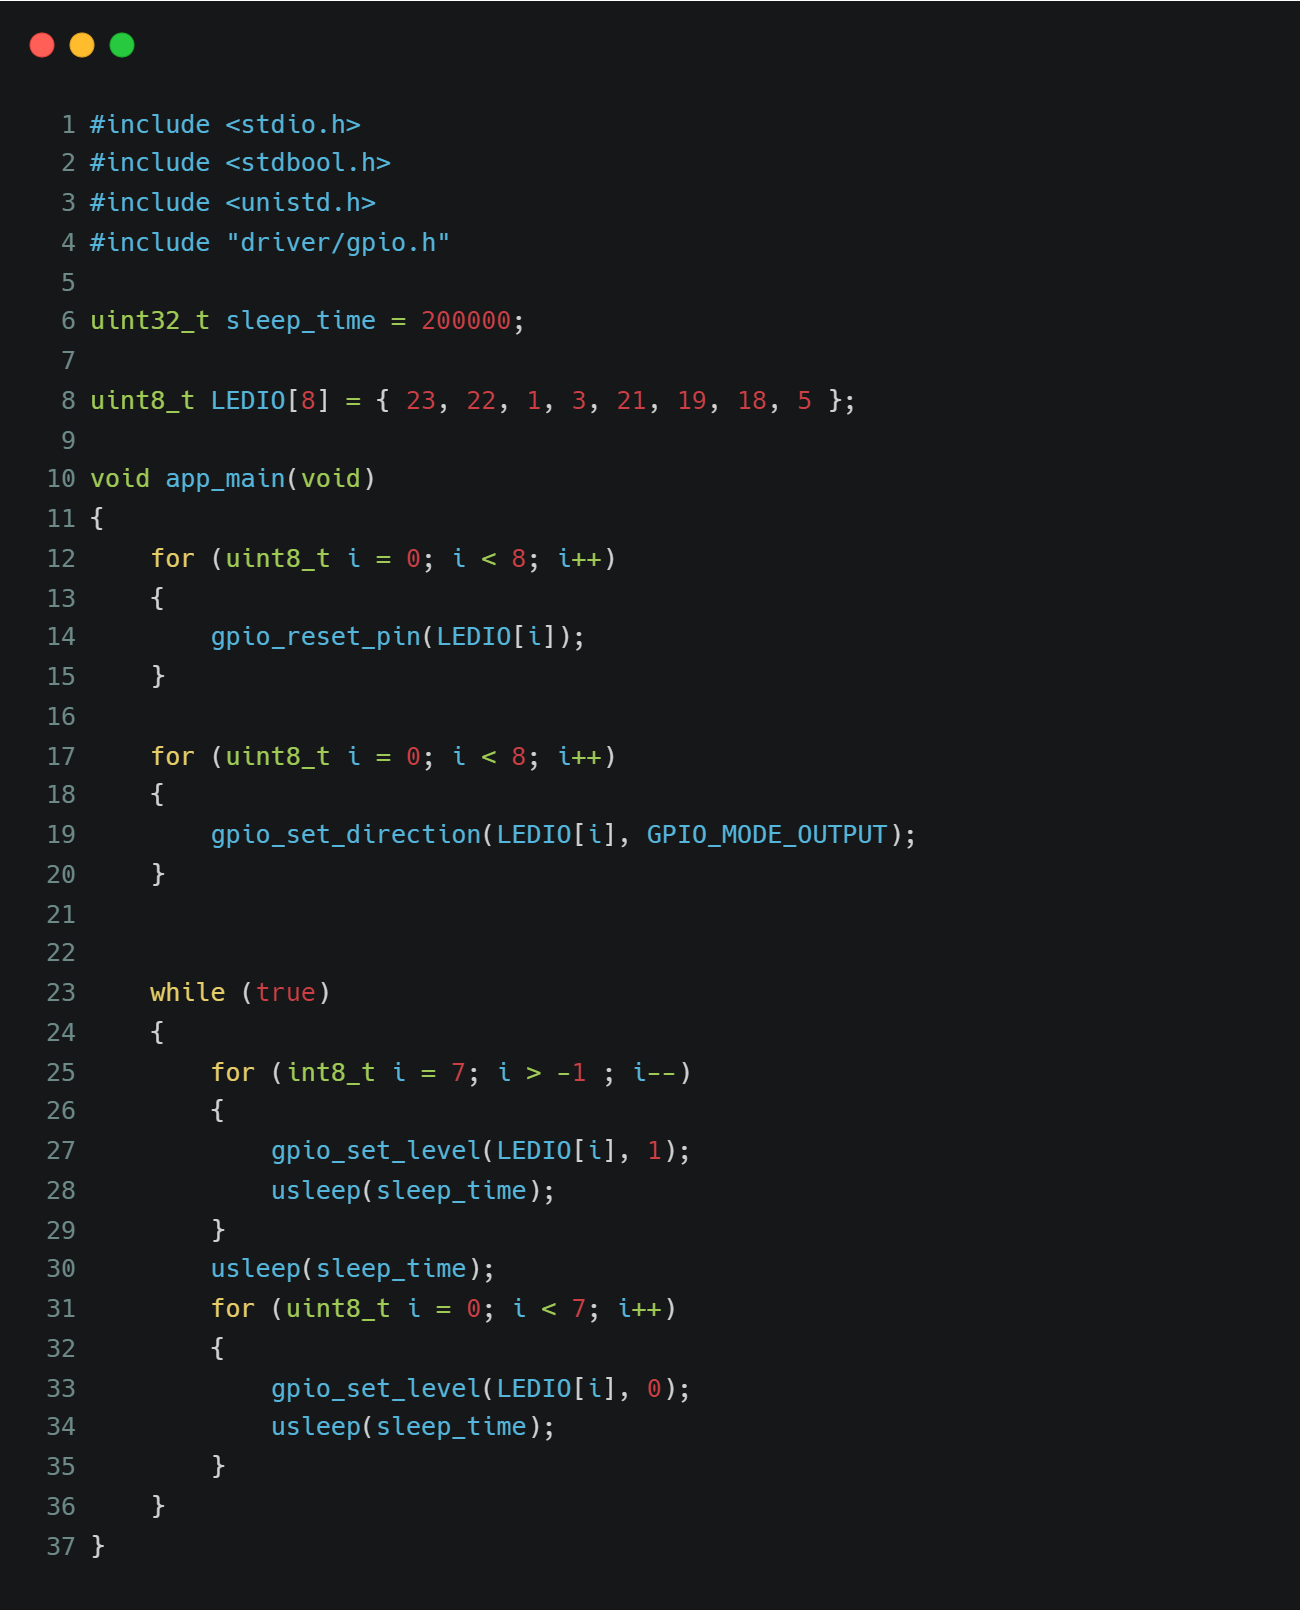 1 #include <stdio.h>
2 #include <stdbool.h>
3 #include <unistd.h>
4 #include "driver/gpio.h"
5
6 uint32_t sleep_time = 200000;
7
8 uint8_t LEDIO[8] = { 23, 22, 1, 3, 21, 19, 18, 5 };
9
10 void app_main(void)
11 {
12     for (uint8_t i = 0; i < 8; i++)
13     {
14         gpio_reset_pin(LEDIO[i]);
15     }
16
17     for (uint8_t i = 0; i < 8; i++)
18     {
19         gpio_set_direction(LEDIO[i], GPIO_MODE_OUTPUT);
20     }
21
22
23     while (true)
24     {
25         for (int8_t i = 7; i > -1 ; i--)
26         {
27             gpio_set_level(LEDIO[i], 1);
28             usleep(sleep_time);
29         }
30         usleep(sleep_time);
31         for (uint8_t i = 0; i < 7; i++)
32         {
33             gpio_set_level(LEDIO[i], 0);
34             usleep(sleep_time);
35         }
36     }
37 }